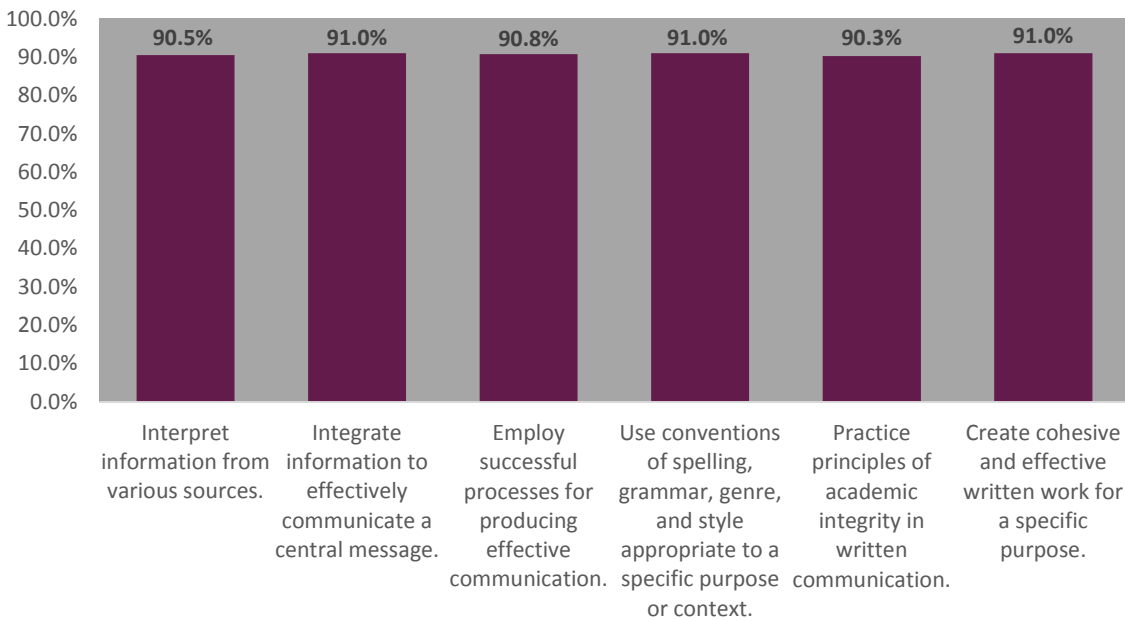 100.0%
90.0%
80.0%
70.0%
60.0%
50.0%
40.0%
30.0%
20.0%
10.0%
0.0%
90.5%
91.0%
90.8%
91.0%
90.3%
91.0%
Interpret
information from
various sources.
Integrate
information to
effectively
communicate a
central message.
Employ
successful
processes for
producing
effective
communication.
Use conventions
of spelling,
grammar, genre,
and style
appropriate to a
specific purpose
or context.
Practice
principles of
academic
integrity in
written
communication.
Create cohesive
and effective
written work for
a specific
purpose.